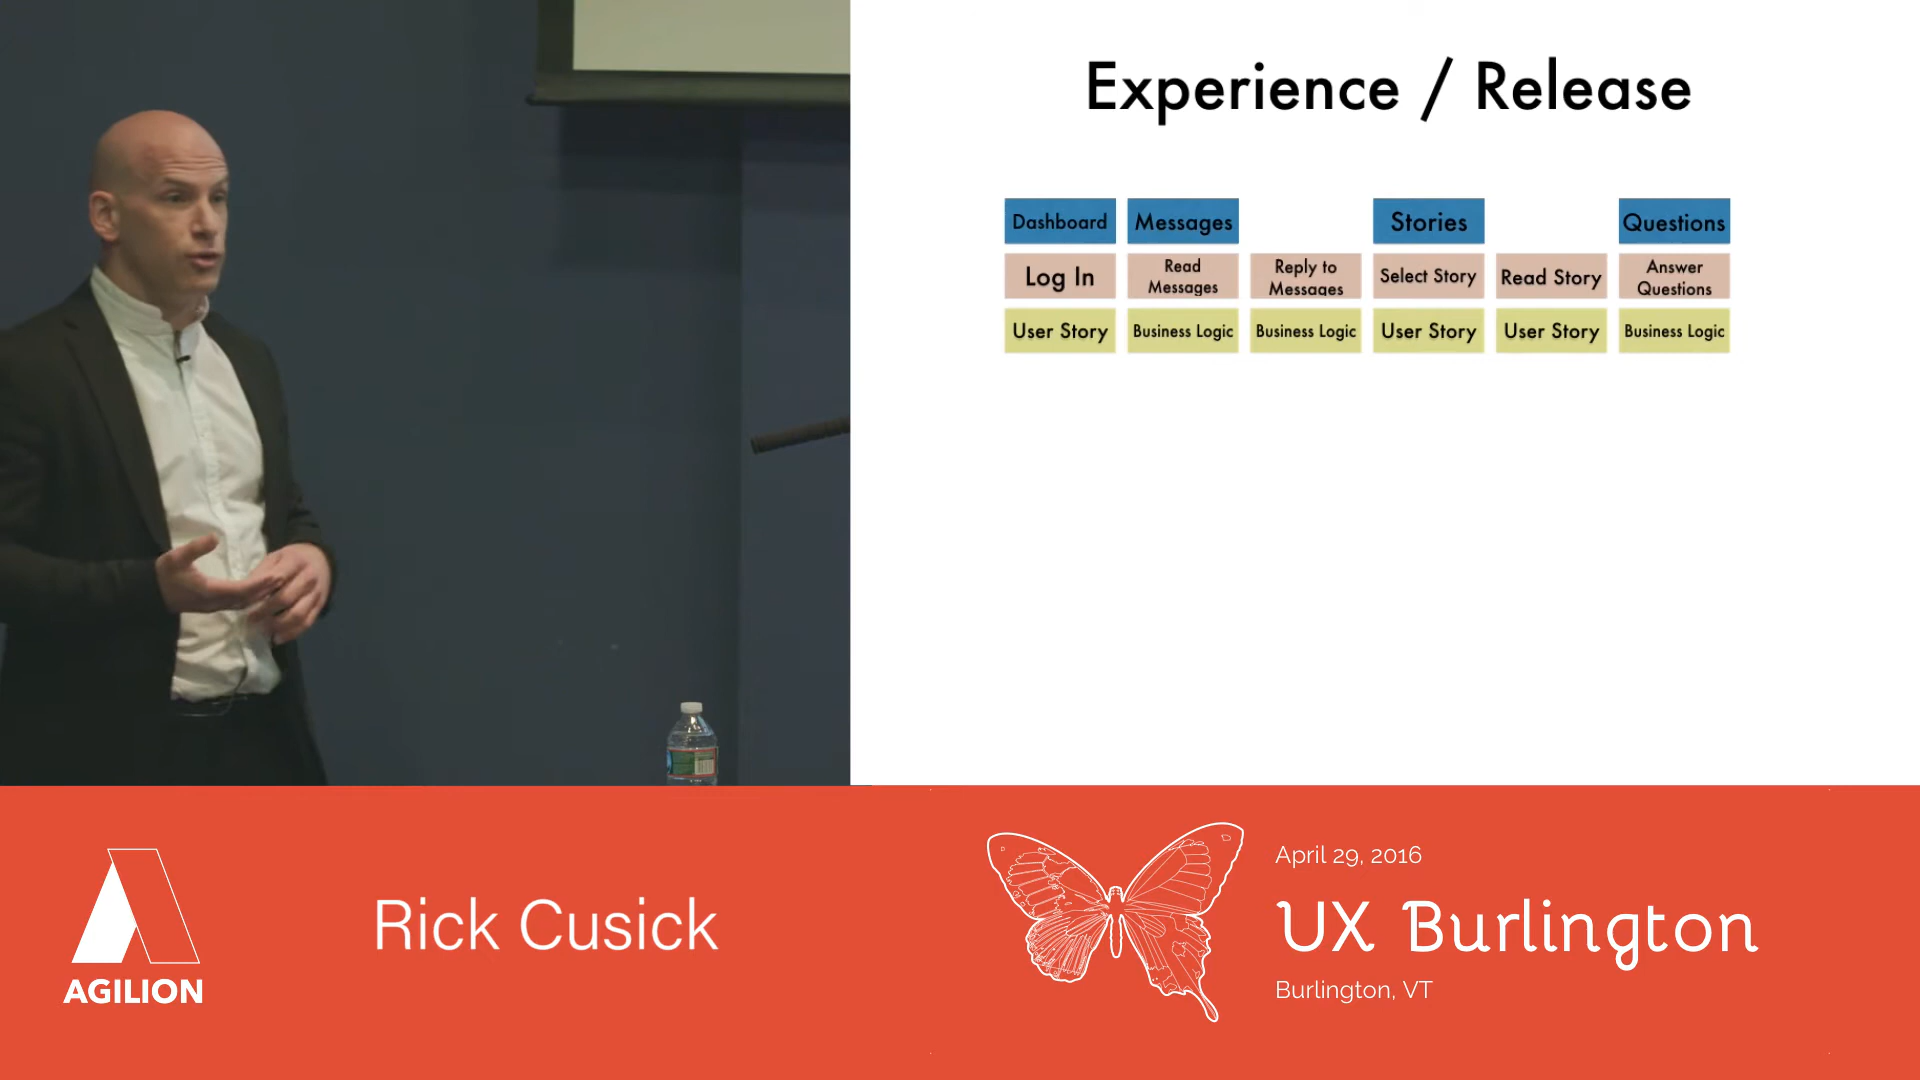 Experience / Release
Dashboard
Messages
Stories
Questions
Log In
Read
Messages
Reply to
Messages
Select Story
Read Story
Answer
Questions
User Story
Business Logic
Business Logic
User Story
User Story
Business Logic
AGILION
Rick Cusick
April 29, 2016
UX Burlington
Burlington, VT